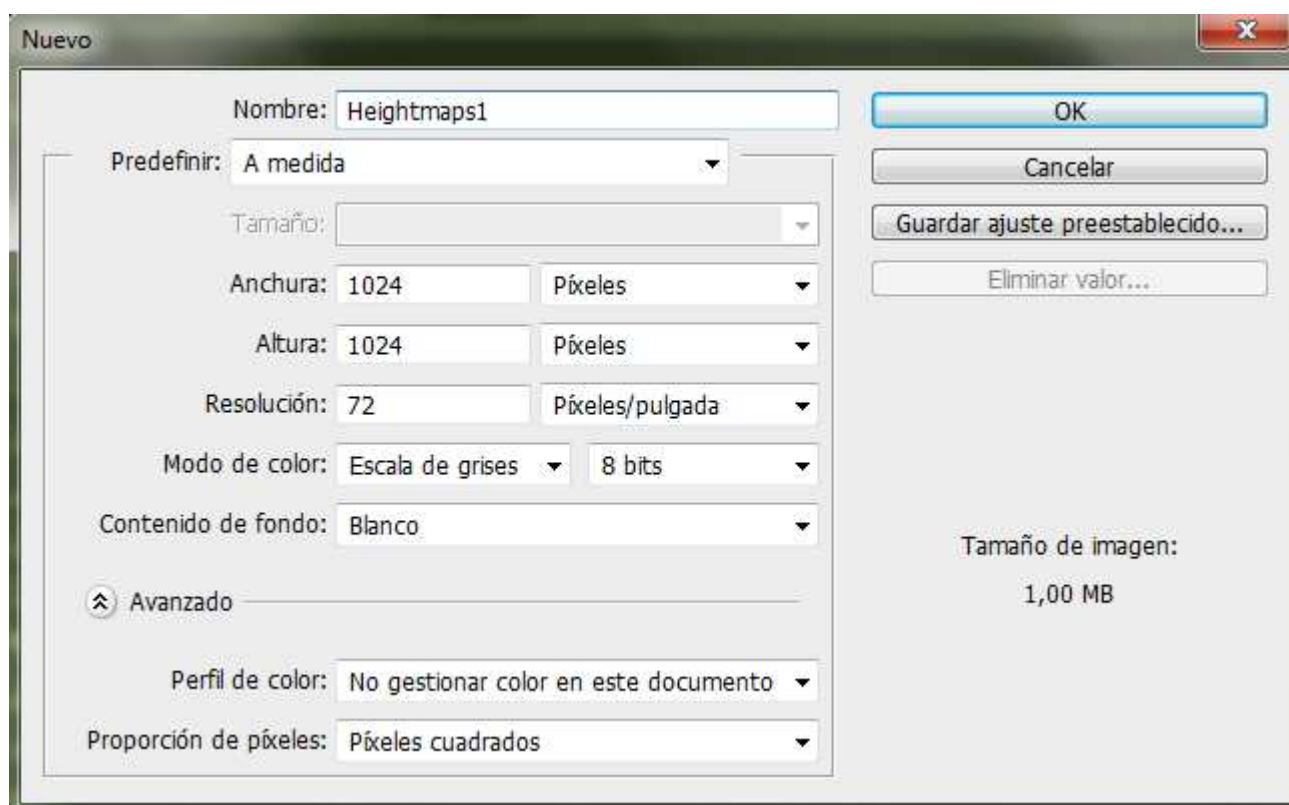 Nuevo
Nombre: Heightmaps1
OK
Predefinir: A medida
Cancelar
Tamaño:
Guardar ajuste preestablecido...
Anchura: 1024 Píxeles
Eliminar valor...
Altura: 1024 Píxeles
Resolución: 72 Píxeles/pulgada
Modo de color: Escala de grises 8 bits
Contenido de fondo: Blanco
Tamaño de imagen:
1,00 MB
Avanzado
Perfil de color: No gestionar color en este documento
Proporción de píxeles: Píxeles cuadrados